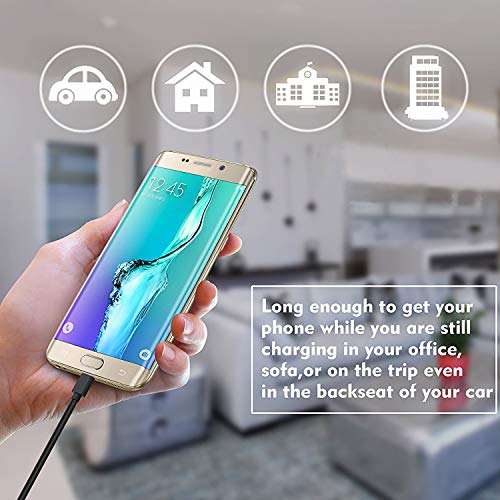 12:45
Long enough to get your
phone while you are still
charging in your office,
sofa,or on the trip even
in the backseat of your car